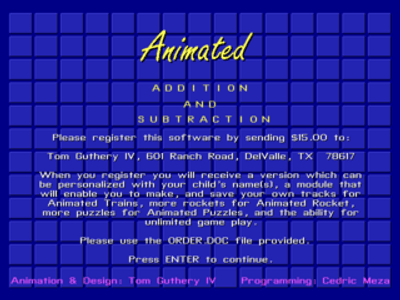 Animated
ADDITION
AND
SUBTRACTION
Please register this software by sending $15.00 to:
Tom Guthery IV, 601 Ranch Road, DelValle, TX 78617
When you register you will receive a version which can
be personalized with your child's name(s), a module that
will enable you to make, and save your own tracks for
Animated Trains, more rockets for Animated Rocket,
more puzzles for Animated Puzzles, and the ability for
unlimited game play.
Please use the ORDER.DOC file provided.
Press ENTER to continue.
Animation & Design: Tom Guthery IV Programming: Cedric Meza